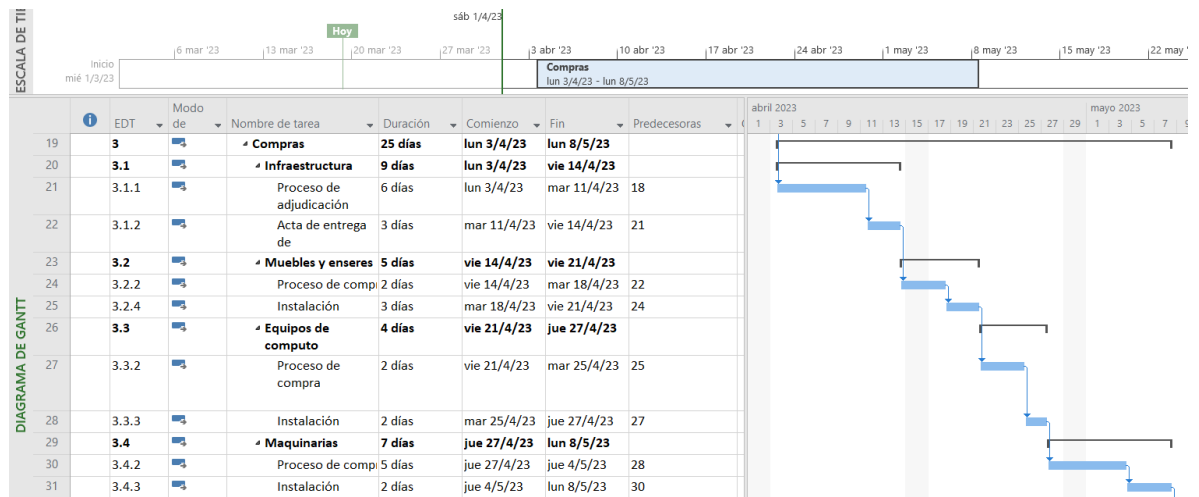 ESCALA DE TI
sáb 1/4/23
Hoy
6 mar '23 13 mar '23 20 mar '23 27 mar '23 3 abr '23 10 abr '23 17 abr '23 24 abr '23 1 may '23 8 may '23 15 may '23 22 may '
Inicio
mié 1/3/23
Compras
lun 3/4/23 - lun 8/5/23
DIAGRAMA DE GANTT
abril 2023 mayo 2023
EDT Modo de Nombre de tarea Duración Comienzo Fin Predecesoras
1 3 5 7 9 11 13 15 17 19 21 23 25 27 29 1 3 5 7 9
19 3 Compras 25 días lun 3/4/23 lun 8/5/23
20 3.1 Infraestructura 9 días lun 3/4/23 vie 14/4/23
21 3.1.1 Proceso de adjudicación 6 días lun 3/4/23 mar 11/4/23 18
22 3.1.2 Acta de entrega de 3 días mar 11/4/23 vie 14/4/23 21
23 3.2 Muebles y enseres 5 días vie 14/4/23 vie 21/4/23
24 3.2.2 Proceso de compi 2 días vie 14/4/23 mar 18/4/23 22
25 3.2.4 Instalación 3 días mar 18/4/23 vie 21/4/23 24
26 3.3 Equipos de computo 4 días vie 21/4/23 jue 27/4/23
27 3.3.2 Proceso de compra 2 días vie 21/4/23 mar 25/4/23 25
28 3.3.3 Instalación 2 días mar 25/4/23 jue 27/4/23 27
29 3.4 Maquinarias 7 días jue 27/4/23 lun 8/5/23
30 3.4.2 Proceso de compi 5 días jue 27/4/23 jue 4/5/23 28
31 3.4.3 Instalación 2 días jue 4/5/23 lun 8/5/23 30